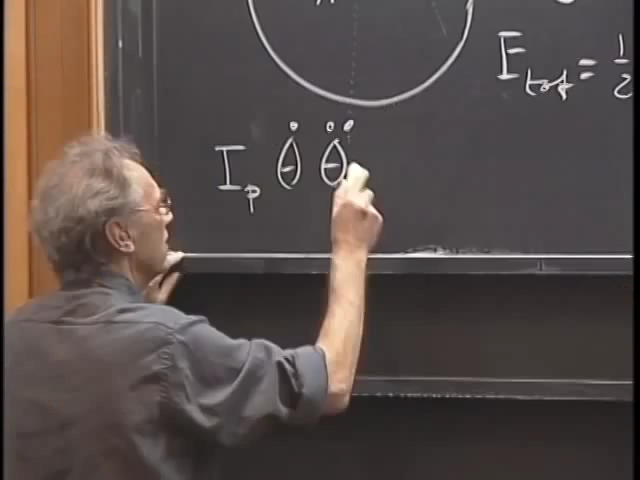 E_tot = 1/2
I_p θ̇ θ̈